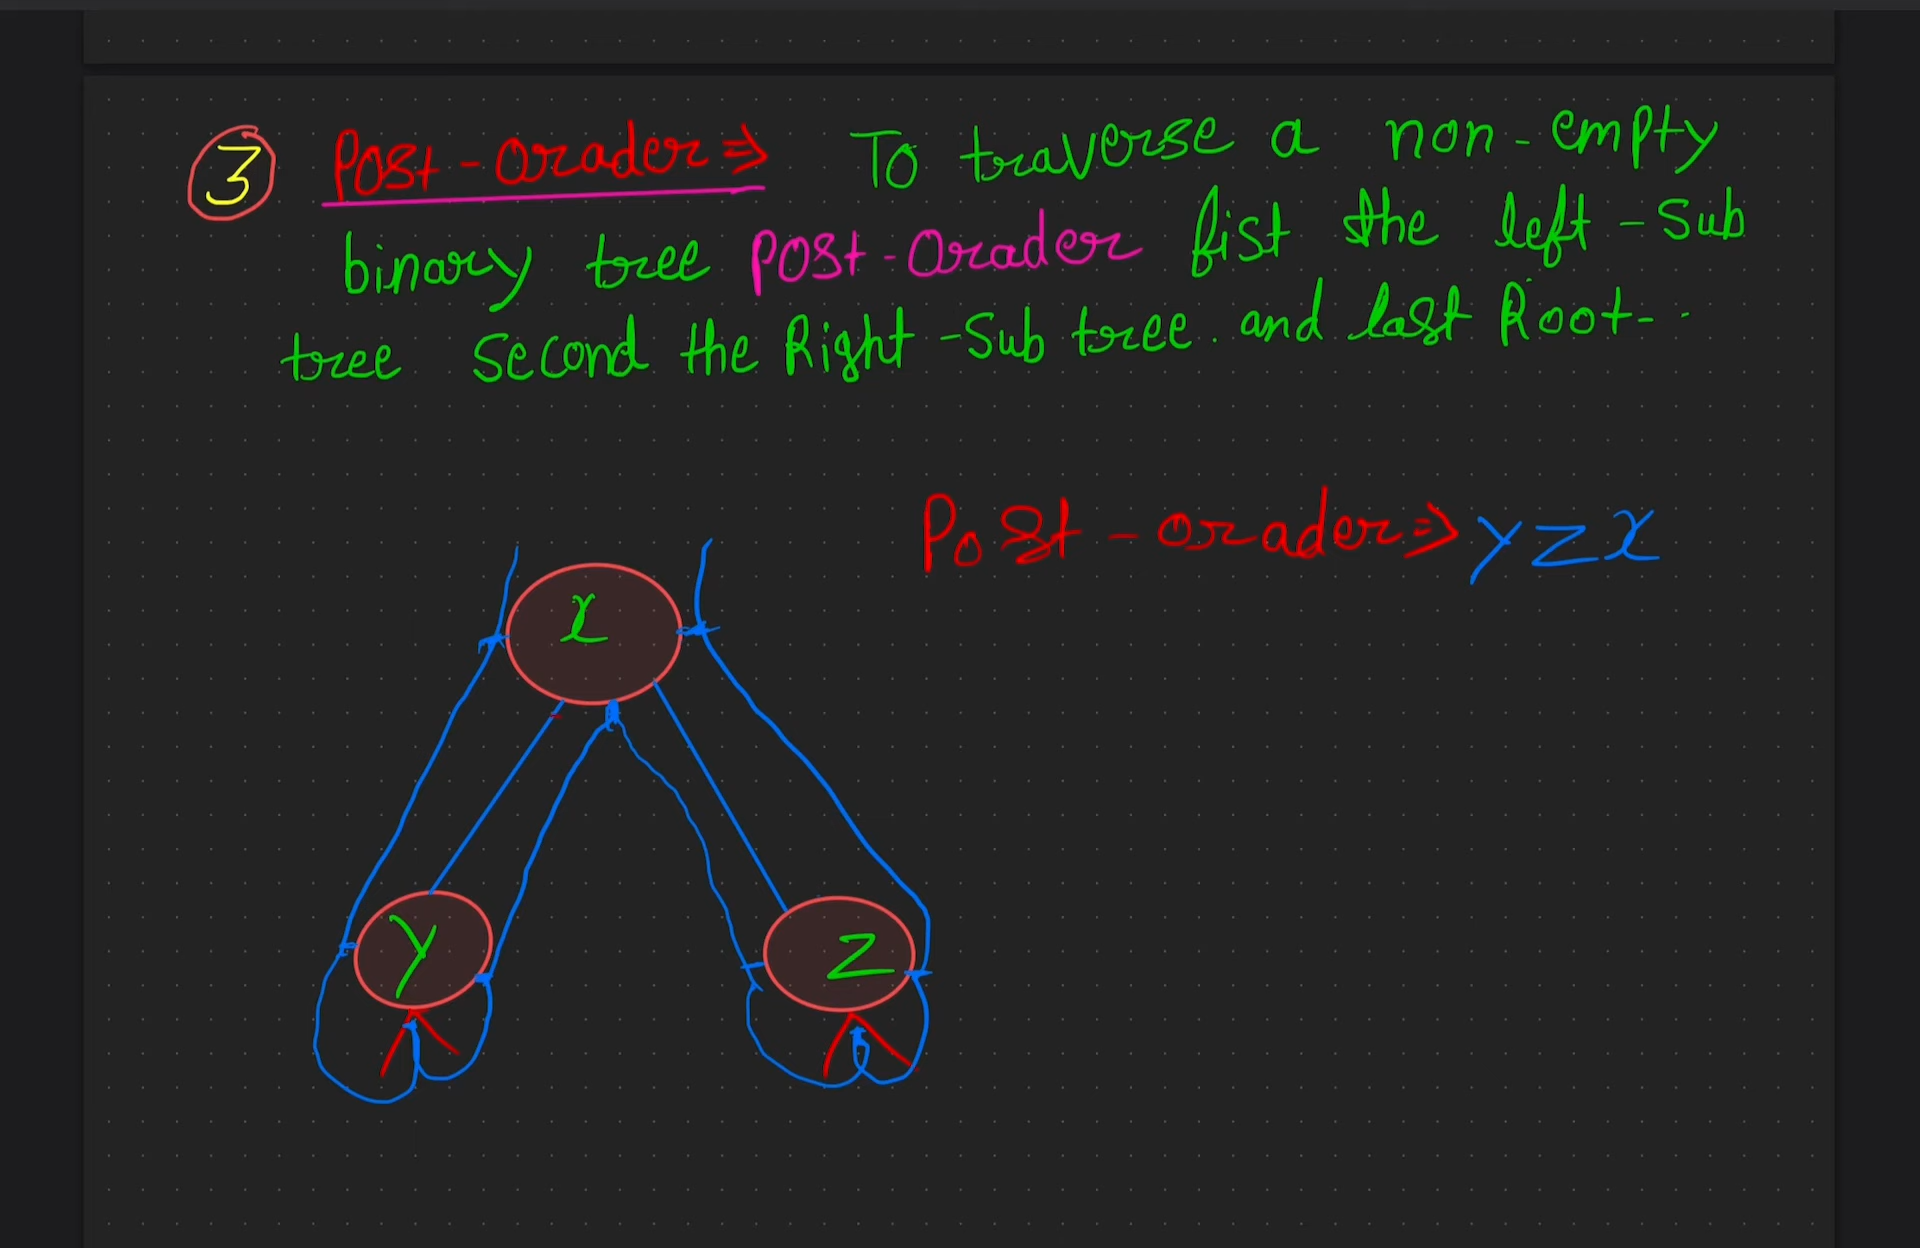 3 Post-orader ⇒ To traverse a non-empty
binary tree Post-Orader fist the left-Sub
tree Second the Right-Sub tree. and last Root-.
Post-orader ⇒ y z x
x
y z